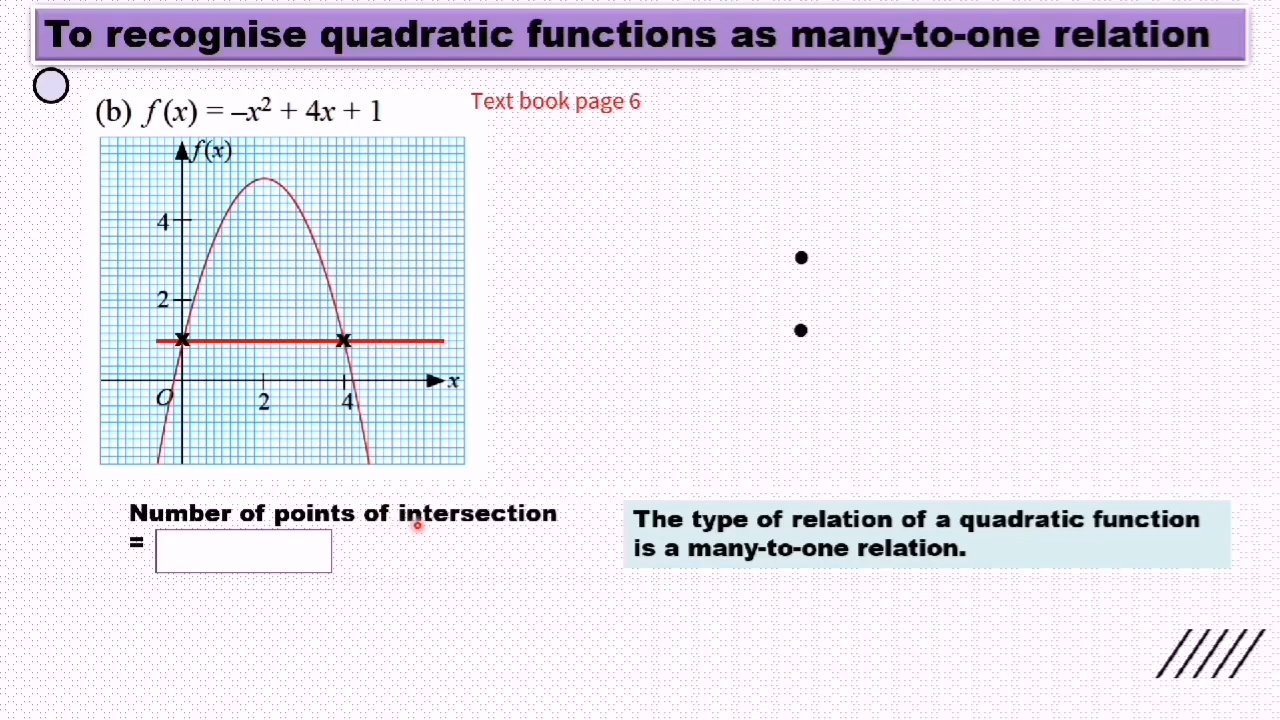 To recognise quadratic functions as many-to-one relation
(b) f(x) = –x² + 4x + 1
Text book page 6
f(x)
4
2
O
2
4
x
Number of points of intersection
=
The type of relation of a quadratic function
is a many-to-one relation.